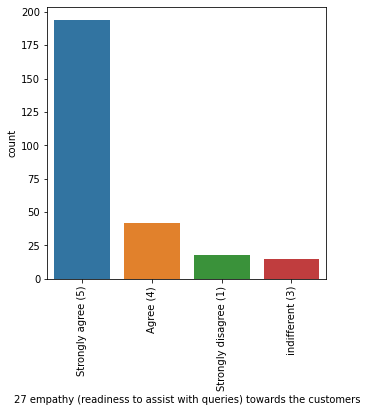 200
175
150
125
100
75
50
25
0
count
Strongly agree (5)
Agree (4)
Strongly disagree (1)
indifferent (3)
27 empathy (readiness to assist with queries) towards the customers